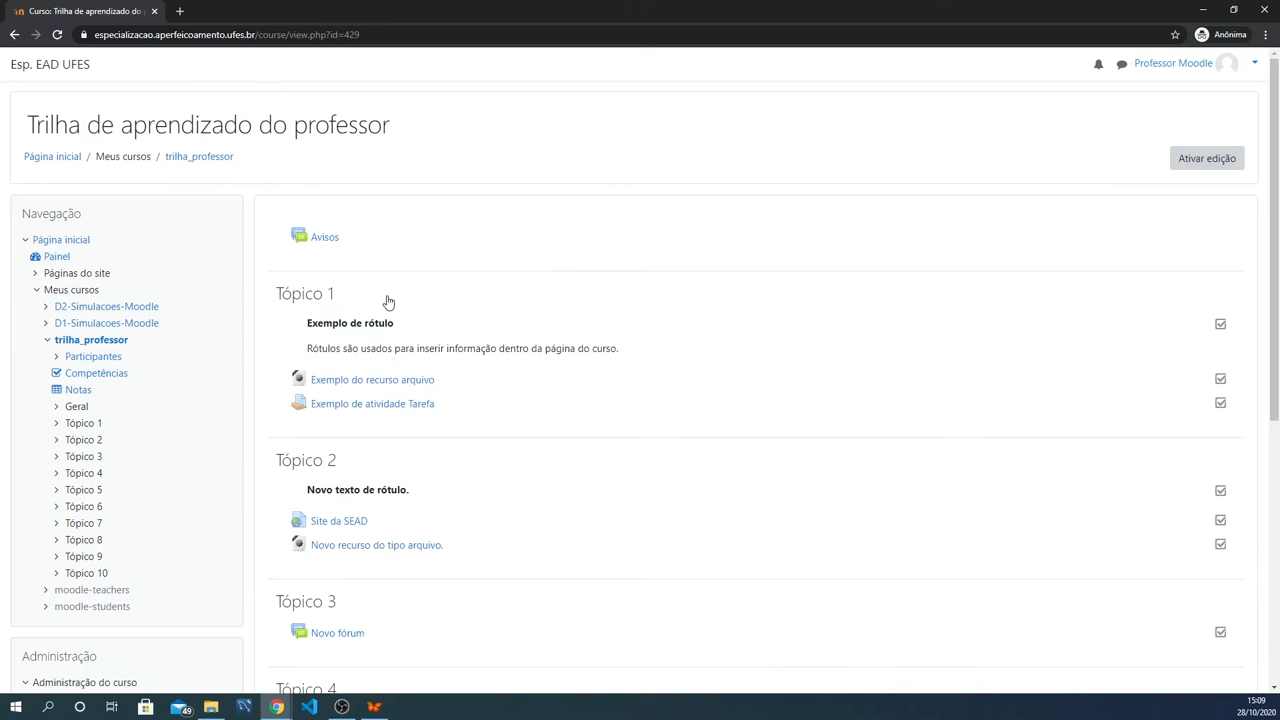 Curso: Trilha de aprendizado do p
especializacao.aperfeicoamento.ufes.br/course/view.php?id=429
Anônima
Esp. EAD UFES
Professor Moodle
Trilha de aprendizado do professor
Página inicial / Meus cursos / trilha_professor
Ativar edição
Navegação
Página inicial
Painel
Páginas do site
Meus cursos
D2-Simulacoes-Moodle
D1-Simulacoes-Moodle
trilha_professor
Participantes
Competências
Notas
Geral
Tópico 1
Tópico 2
Tópico 3
Tópico 4
Tópico 5
Tópico 6
Tópico 7
Tópico 8
Tópico 9
Tópico 10
moodle-teachers
moodle-students
Administração
Administração do curso
Avisos
Tópico 1
Exemplo de rótulo
Rótulos são usados para inserir informação dentro da página do curso.
Exemplo do recurso arquivo
Exemplo de atividade Tarefa
Tópico 2
Novo texto de rótulo.
Site da SEAD
Novo recurso do tipo arquivo.
Tópico 3
Novo fórum
Tópico 4
49
15:09
28/10/2020